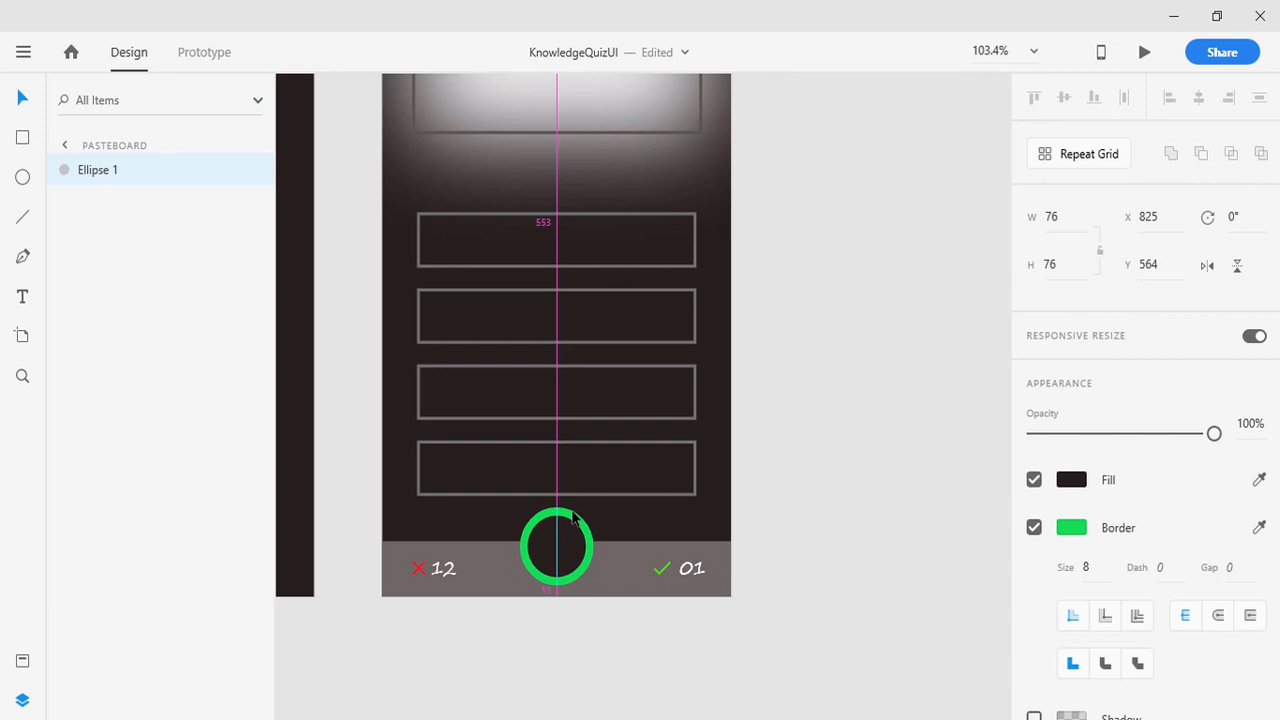 Design
Prototype
KnowledgeQuizUI — Edited
103.4%
Share
All Items
PASTEBOARD
Ellipse 1
Repeat Grid
W 76
X 825
0°
H 76
Y 564
RESPONSIVE RESIZE
APPEARANCE
Opacity
100%
Fill
Border
Size 8
Dash 0
Gap 0
Shadow
553
12
01